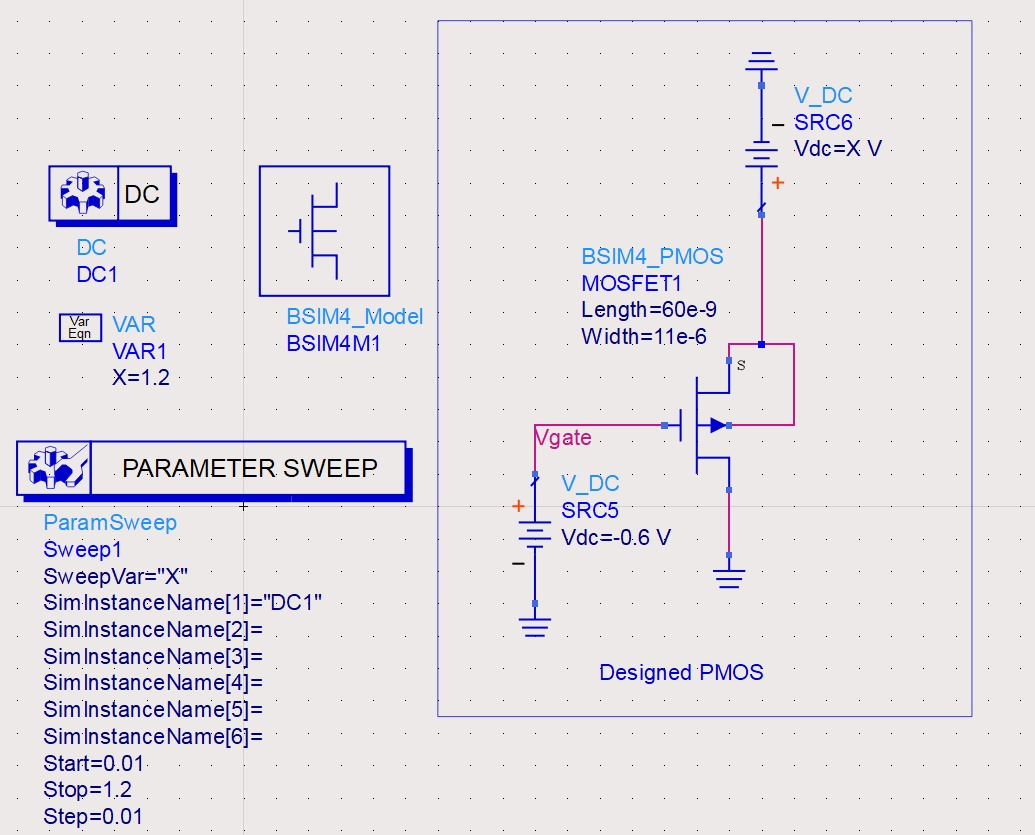 DC
DC
DC1
Var
Eqn
VAR
VAR1
X=1.2
BSIM4_Model
BSIM4M1
PARAMETER SWEEP
ParamSweep
Sweep1
SweepVar="X"
SimInstanceName[1]="DC1"
SimInstanceName[2]=
SimInstanceName[3]=
SimInstanceName[4]=
SimInstanceName[5]=
SimInstanceName[6]=
Start=0.01
Stop=1.2
Step=0.01
V_DC
SRC6
Vdc=X V
–
+
BSIM4_PMOS
MOSFET1
Length=60e-9
Width=11e-6
S
Vgate
V_DC
SRC5
Vdc=-0.6 V
+
–
Designed PMOS